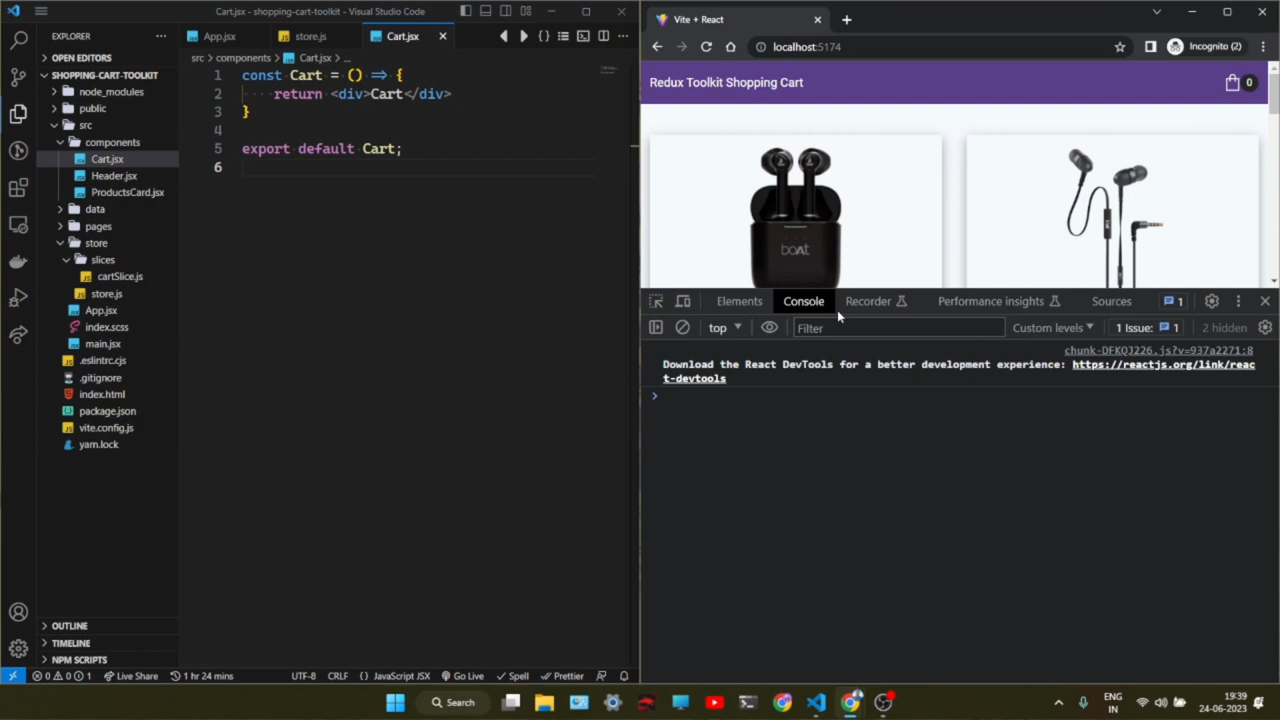 Cart.jsx - shopping-cart-toolkit - Visual Studio Code
EXPLORER
OPEN EDITORS
SHOPPING-CART-TOOLKIT
node_modules
public
src
components
Cart.jsx
Header.jsx
ProductsCard.jsx
data
pages
store
slices
cartSlice.js
store.js
App.jsx
index.scss
main.jsx
.eslintrc.cjs
.gitignore
index.html
package.json
vite.config.js
yarn.lock
OUTLINE
TIMELINE
NPM SCRIPTS
App.jsx
store.js
Cart.jsx
src > components > Cart.jsx > ...
1 const Cart = () => {
2 return <div>Cart</div>
3 }
4
5 export default Cart;
6
0 0 1
Live Share
1 hr 24 mins
UTF-8
CRLF
{ } JavaScript JSX
Go Live
Spell
Prettier
Vite + React
localhost:5174
Incognito (2)
Redux Toolkit Shopping Cart
0
boAt
Elements
Console
Recorder
Performance insights
Sources
1
top
Filter
Custom levels
1 Issue: 1
2 hidden
chunk-DFKQJ226.js?v=937a2271:8
Download the React DevTools for a better development experience: https://reactjs.org/link/reac
t-devtools
Search
ENG
IN
19:39
24-06-2023